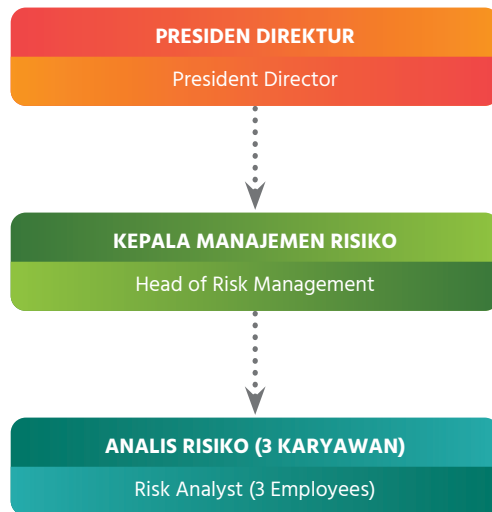 PRESIDEN DIREKTUR
President Director
KEPALA MANAJEMEN RISIKO
Head of Risk Management
ANALIS RISIKO (3 KARYAWAN)
Risk Analyst (3 Employees)